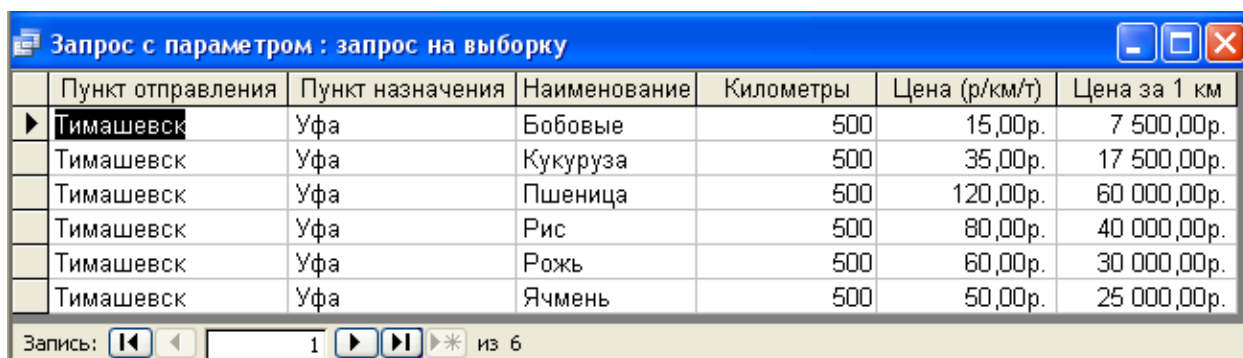 Запрос с параметром : запрос на выборку
Пункт отправления Пункт назначения Наименование Километры Цена (р/км/т) Цена за 1 км
Тимашевск Уфа Бобовые 500 15,00р. 7 500,00р.
Тимашевск Уфа Кукуруза 500 35,00р. 17 500,00р.
Тимашевск Уфа Пшеница 500 120,00р. 60 000,00р.
Тимашевск Уфа Рис 500 80,00р. 40 000,00р.
Тимашевск Уфа Рожь 500 60,00р. 30 000,00р.
Тимашевск Уфа Ячмень 500 50,00р. 25 000,00р.
Запись: 1 из 6